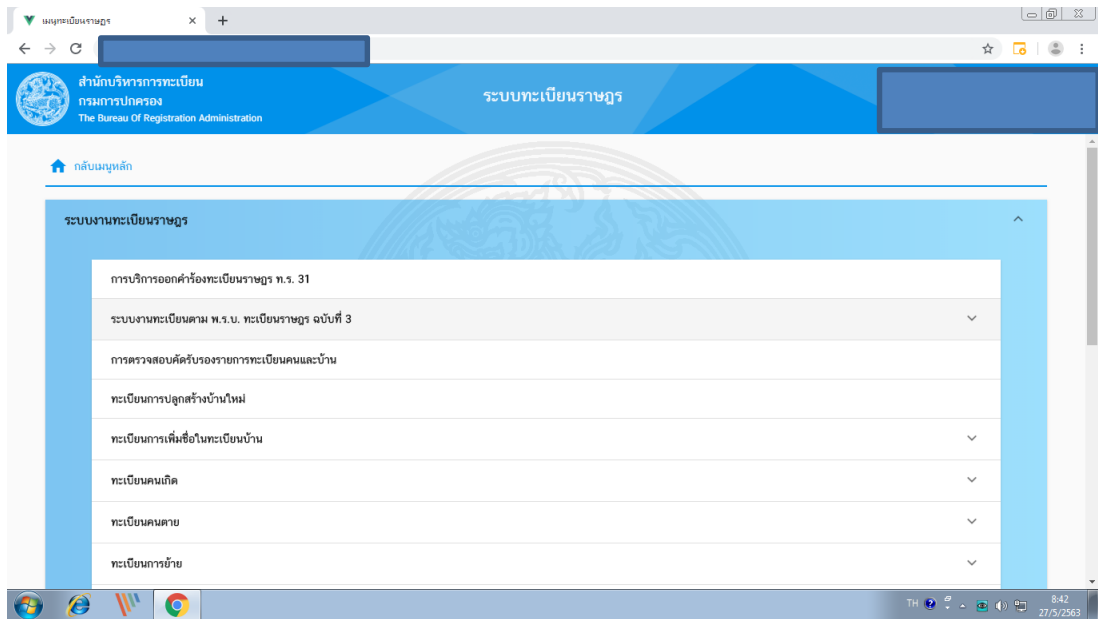 เมนูทะเบียนราษฎร
สำนักบริหารการทะเบียน
กรมการปกครอง
The Bureau Of Registration Administration
ระบบทะเบียนราษฎร
กลับเมนูหลัก
ระบบงานทะเบียนราษฎร
การบริการออกคำร้องทะเบียนราษฎร ท.ร. 31
ระบบงานทะเบียนตาม พ.ร.บ. ทะเบียนราษฎร ฉบับที่ 3
การตรวจสอบคัดรับรองรายการทะเบียนคนและบ้าน
ทะเบียนการปลูกสร้างบ้านใหม่
ทะเบียนการเพิ่มชื่อในทะเบียนบ้าน
ทะเบียนคนเกิด
ทะเบียนคนตาย
ทะเบียนการย้าย
TH
8:42
27/5/2563